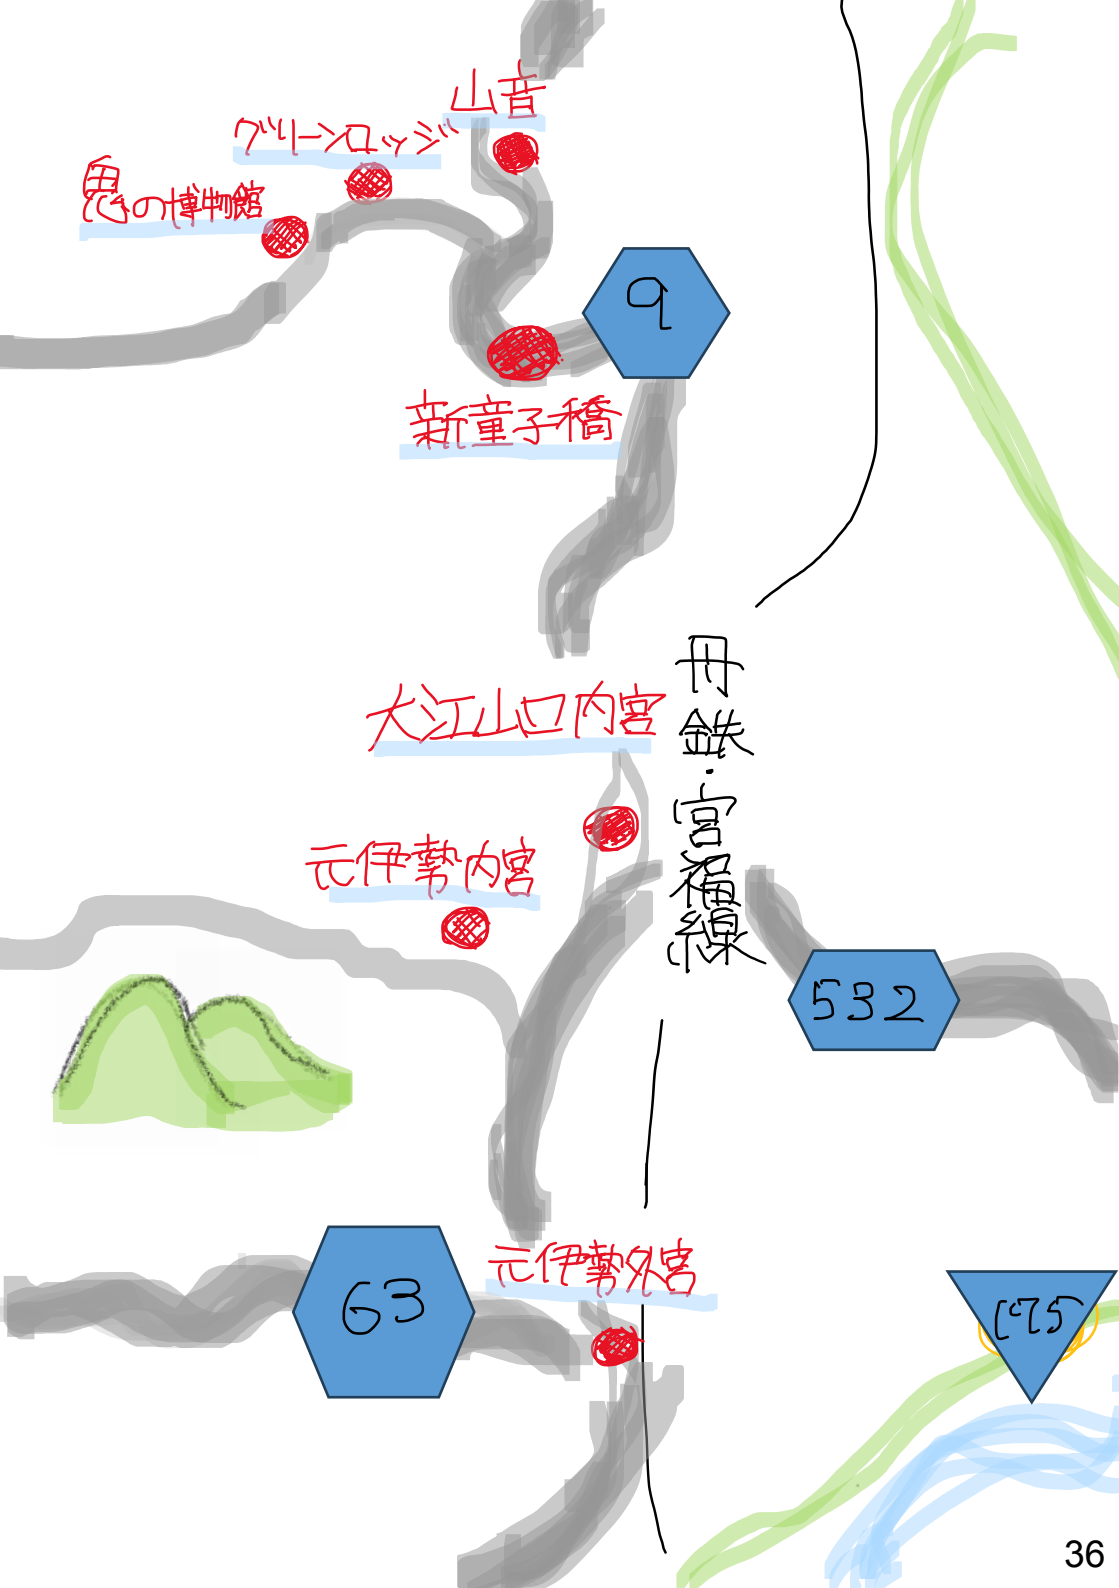 山音
グリーンロッジ
鬼の博物館
9
新童子橋
大江山口内宮
丹鉄・宮福線
元伊勢内宮
532
元伊勢外宮
63
175
36